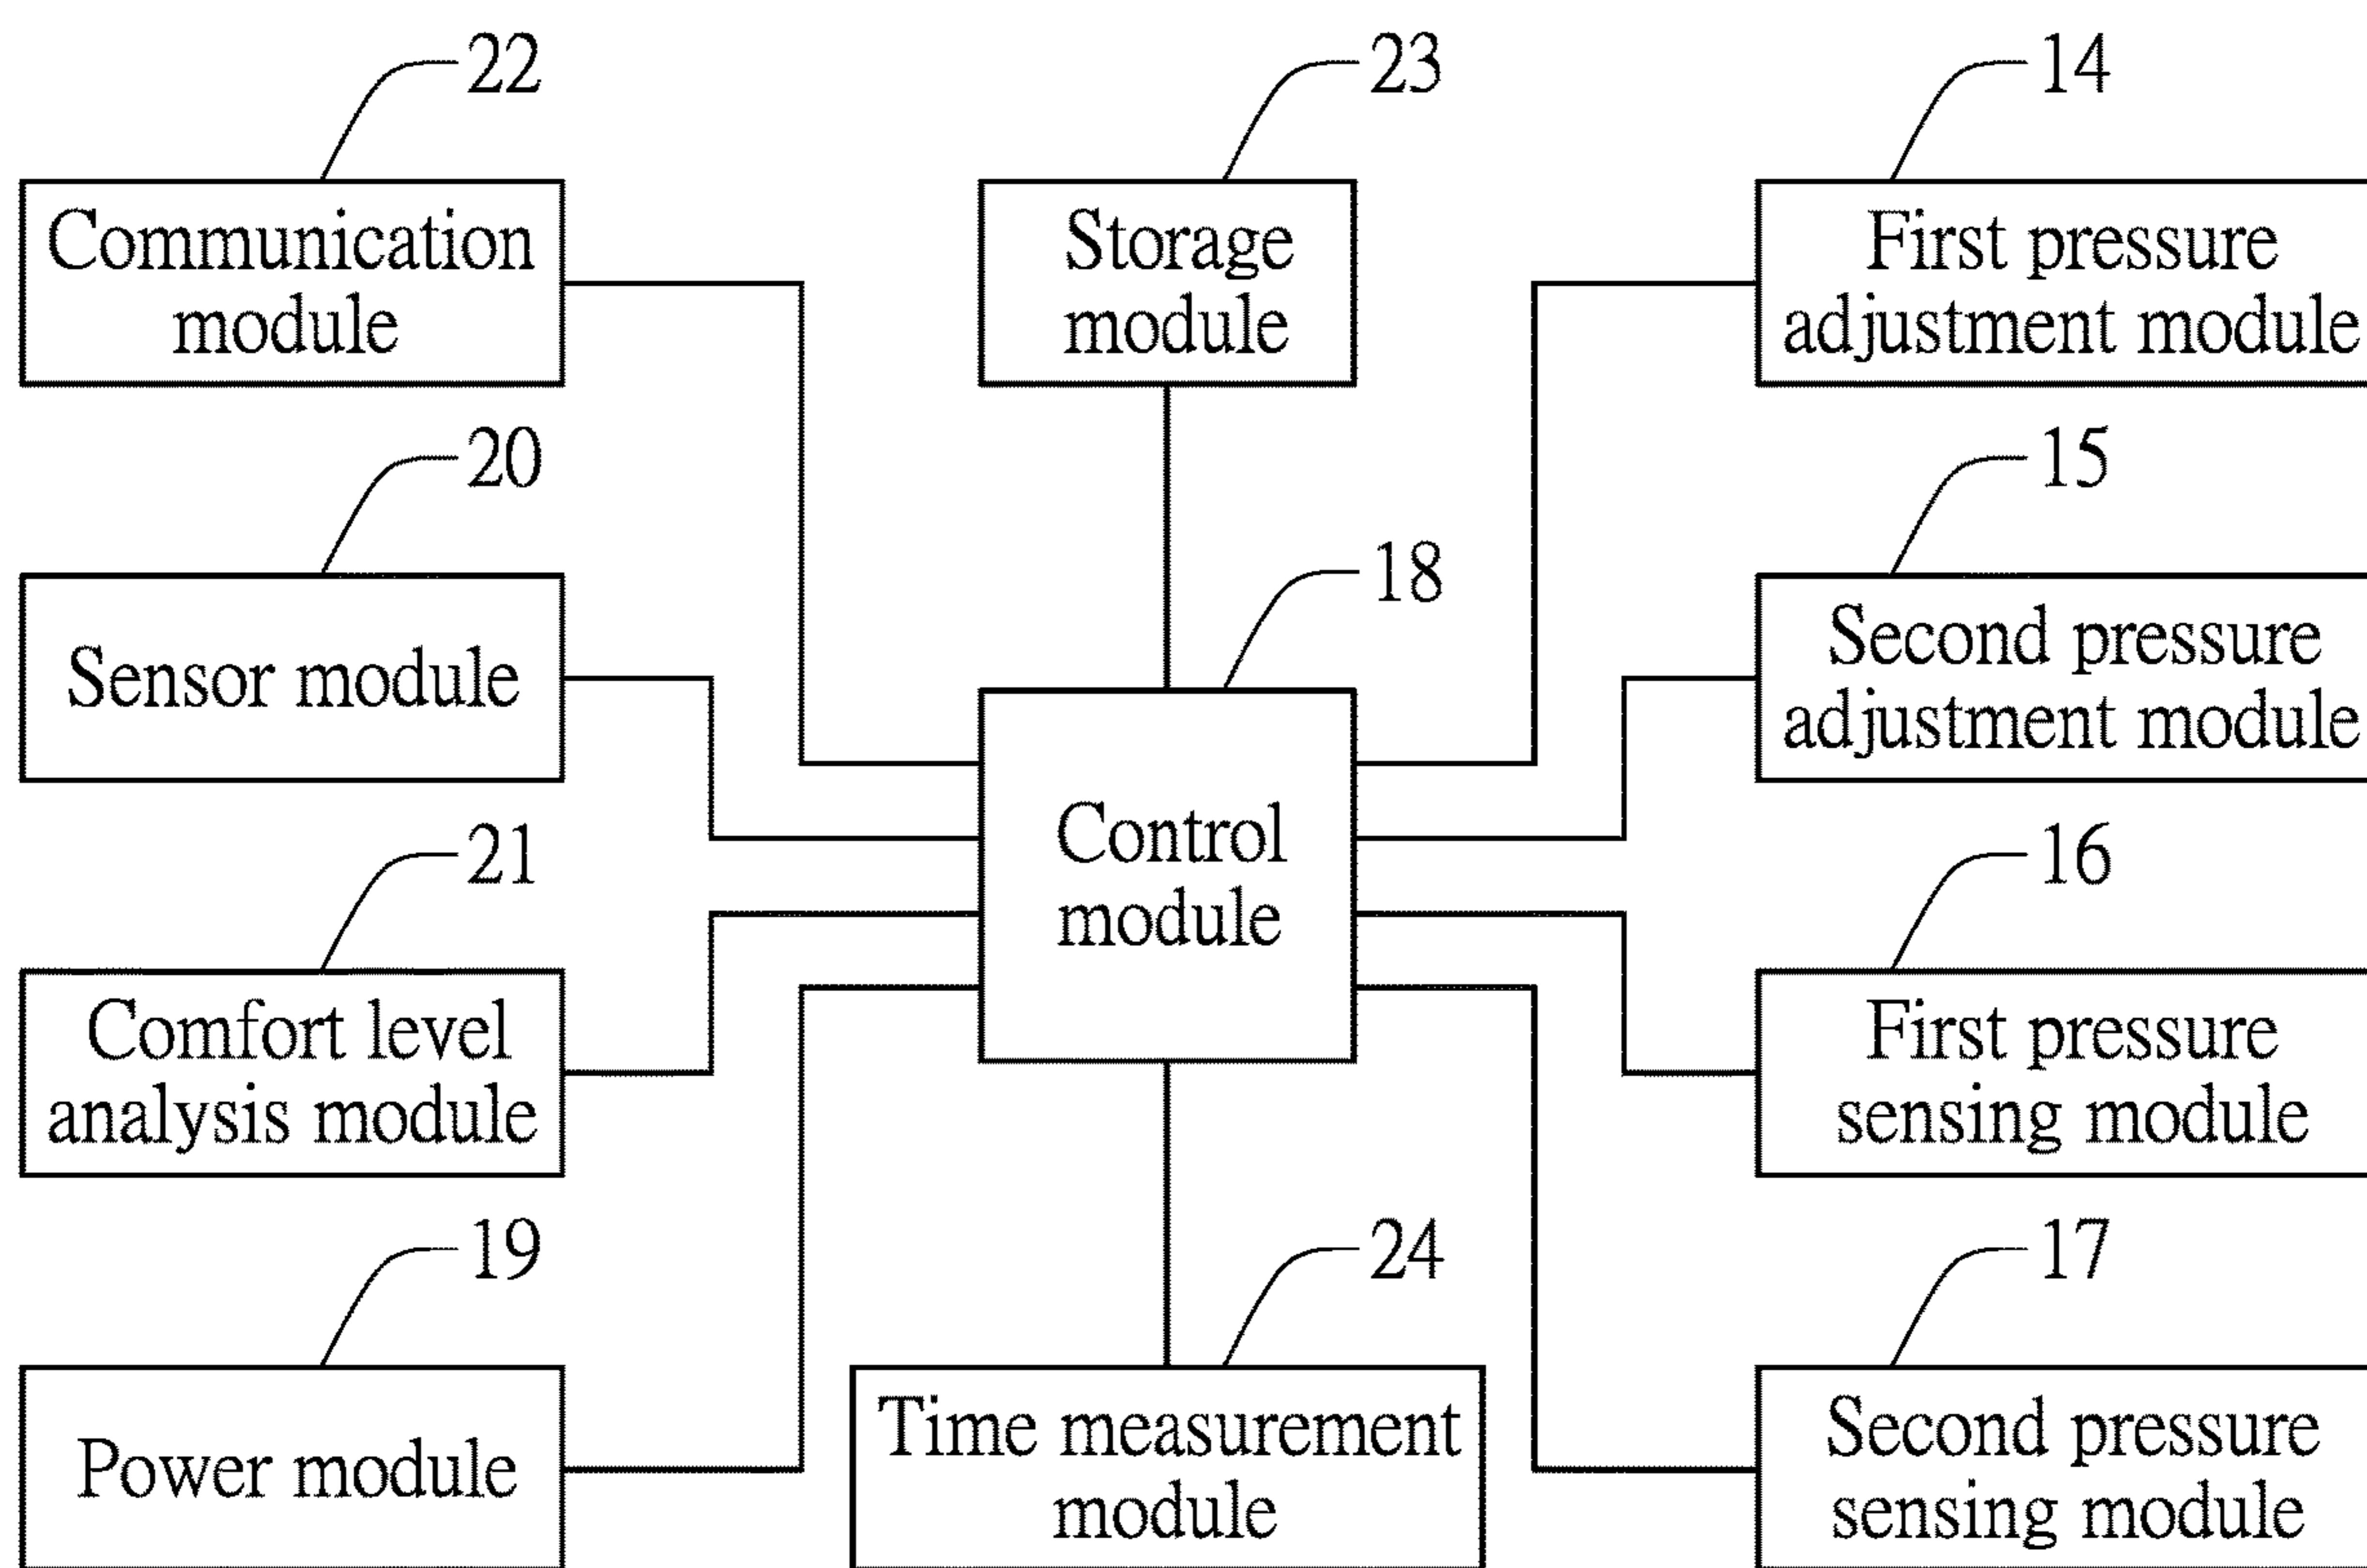 22
23
14
Communication
module
Storage
module
First pressure
adjustment module
20
18
15
Sensor module
Control
module
Second pressure
adjustment module
21
16
Comfort level
analysis module
First pressure
sensing module
19
24
17
Power module
Time measurement
module
Second pressure
sensing module